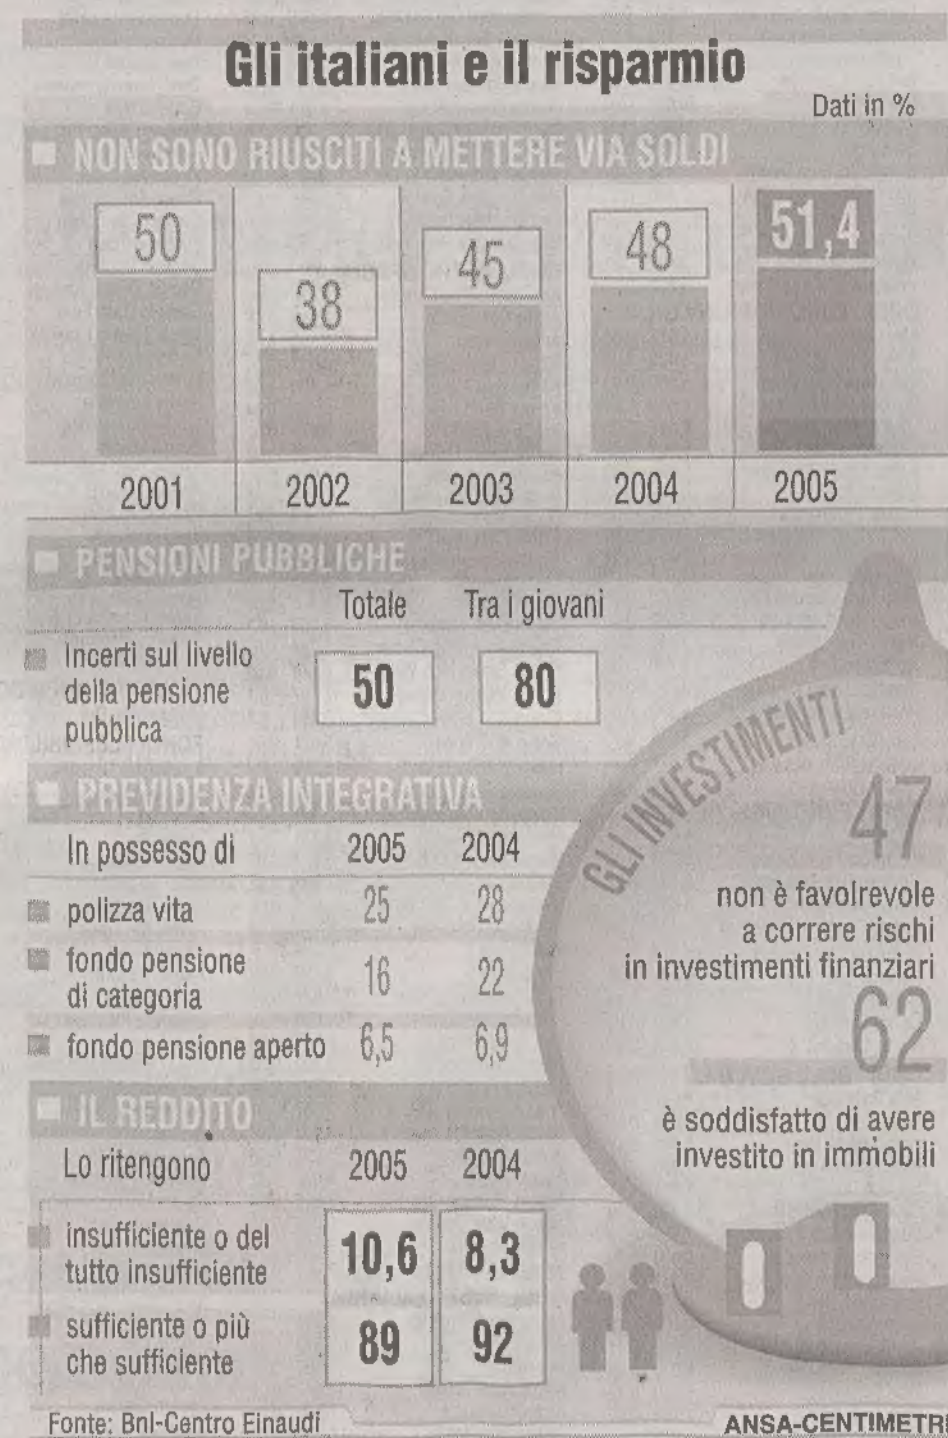 Gli italiani e il risparmio
Dati in %
NON SONO RIUSCITI A METTERE VIA SOLDI
50 38 45 48 51,4
2001 2002 2003 2004 2005
PENSIONI PUBBLICHE
Totale Tra i giovani
Incerti sul livello
della pensione
pubblica
50 80
PREVIDENZA INTEGRATIVA
In possesso di 2005 2004
polizza vita 25 28
fondo pensione
di categoria
16 22
fondo pensione aperto 6,5 6,9
IL REDDITO
Lo ritengono 2005 2004
insufficiente o del
tutto insufficiente
10,6 8,3
sufficiente o più
che sufficiente
89 92
GLI INVESTIMENTI
47
non è favolrevole
a correre rischi
in investimenti finanziari
62
è soddisfatto di avere
investito in immobili
Fonte: Bnl-Centro Einaudi
ANSA-CENTIMETRI